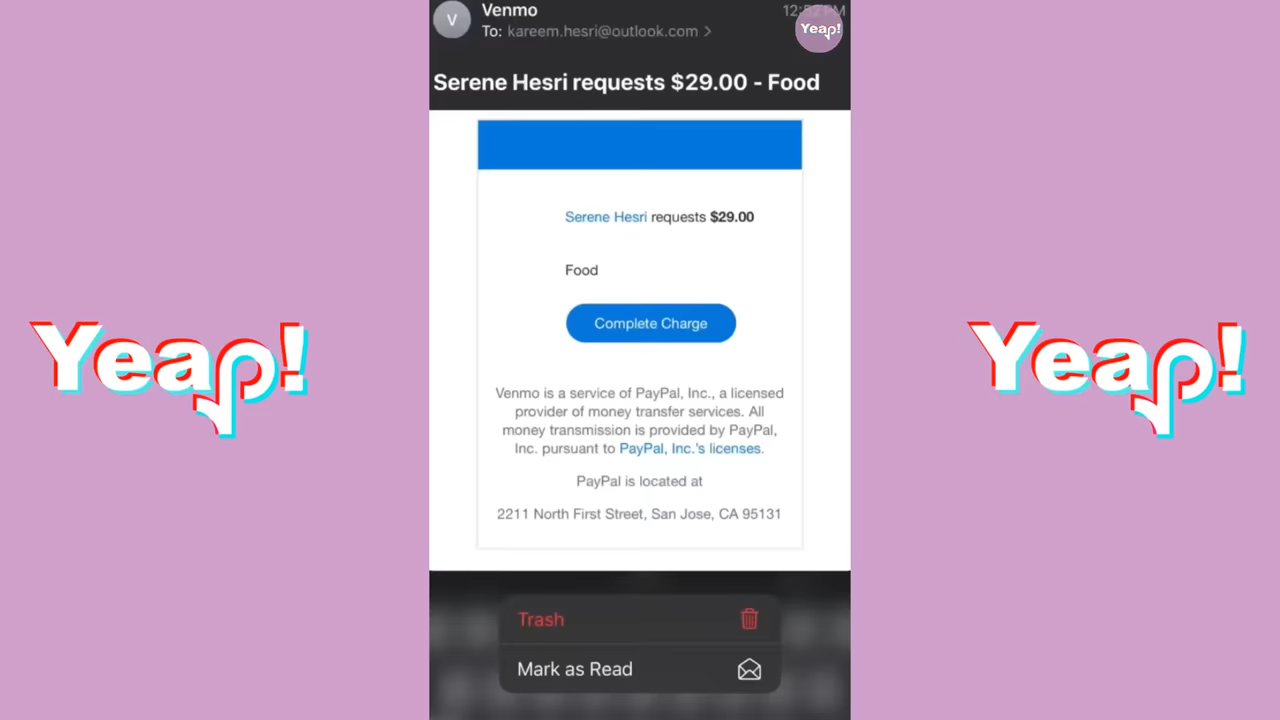 V
Venmo
12:52 PM
To: kareem.hesri@outlook.com >
Yeap!
Serene Hesri requests $29.00 - Food
Serene Hesri requests $29.00
Food
Complete Charge
Venmo is a service of PayPal, Inc., a licensed
provider of money transfer services. All
money transmission is provided by PayPal,
Inc. pursuant to PayPal, Inc.'s licenses.
PayPal is located at
2211 North First Street, San Jose, CA 95131
Trash
Mark as Read
Yeap!
Yeap!